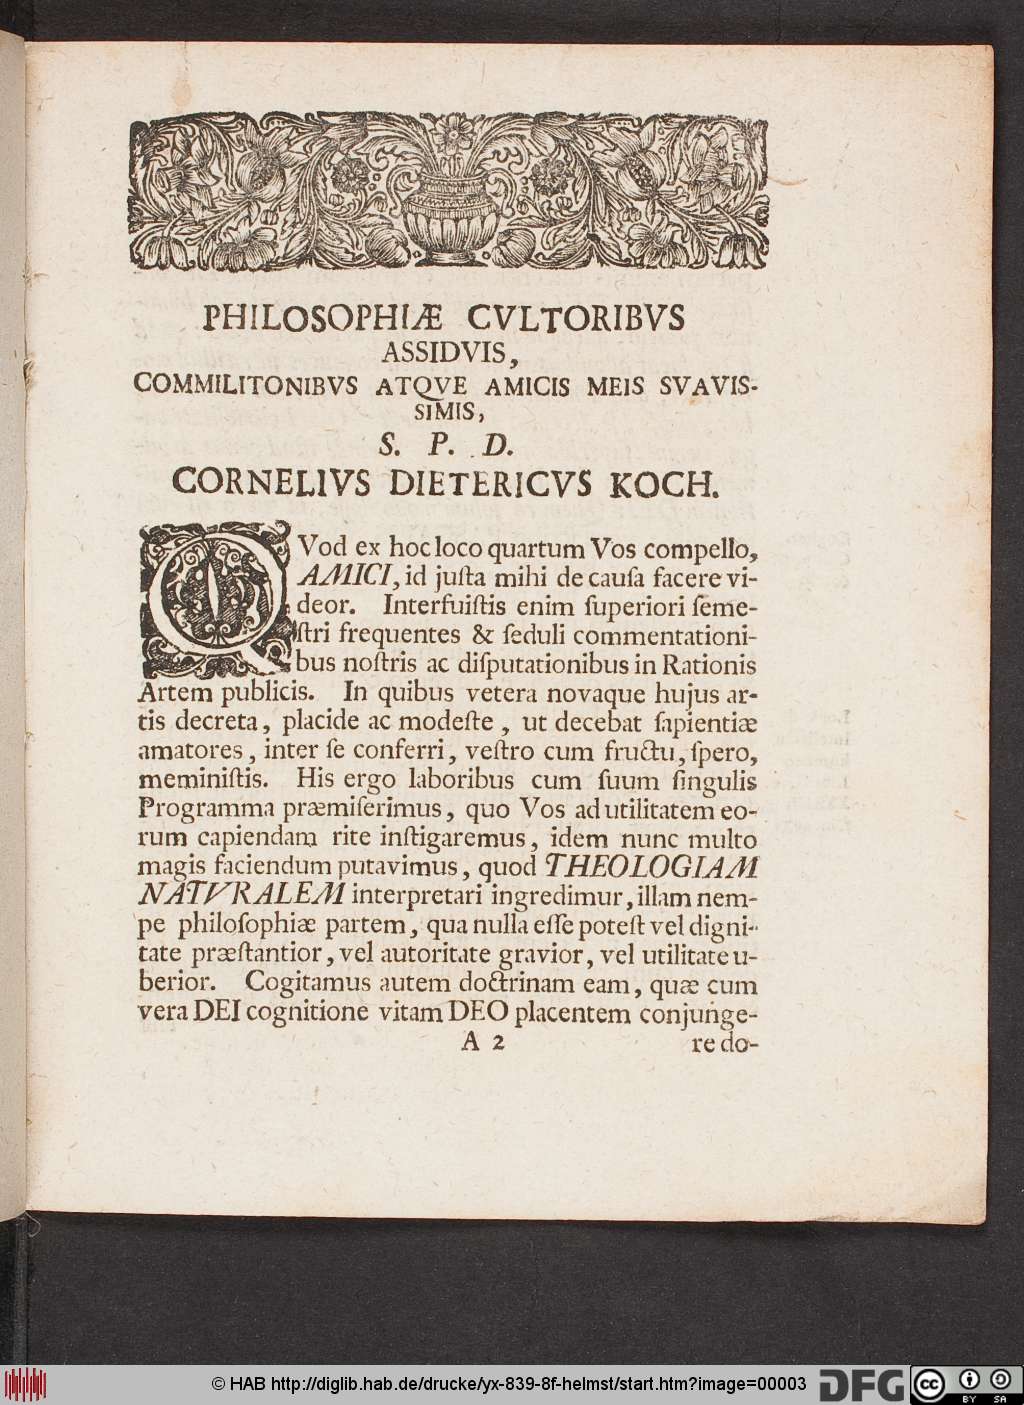 PHILOSOPHIÆ CVLTORIBVS
ASSIDVIS,
COMMILITONIBVS ATQVE AMICIS MEIS SVAVIS-
SIMIS,
S. P. D.
CORNELIVS DIETERICVS KOCH.
QVod ex hoc loco quartum Vos compello,
AMICI, id juſta mihi de cauſa facere vi-
deor. Interfuiſtis enim ſuperiori ſeme-
ſtri frequentes & ſeduli commentationi-
bus noſtris ac diſputationibus in Rationis
Artem publicis. In quibus vetera novaque hujus ar-
tis decreta, placide ac modeſte, ut decebat ſapientiæ
amatores, inter ſe conferri, veſtro cum fructu, ſpero,
meminiſtis. His ergo laboribus cum ſuum ſingulis
Programma præmiſerimus, quo Vos ad utilitatem eo-
rum capiendam rite inſtigaremus, idem nunc multo
magis faciendum putavimus, quod THEOLOGIAM
NATVRALEM interpretari ingredimur, illam nem-
pe philoſophiæ partem, qua nulla eſſe poteſt vel digni-
tate præſtantior, vel autoritate gravior, vel utilitate u-
berior. Cogitamus autem doctrinam eam, quæ cum
vera DEI cognitione vitam DEO placentem conjunge-
A 2 re do-
© HAB http://diglib.hab.de/drucke/yx-839-8f-helmst/start.htm?image=00003 DFG cc BY SA